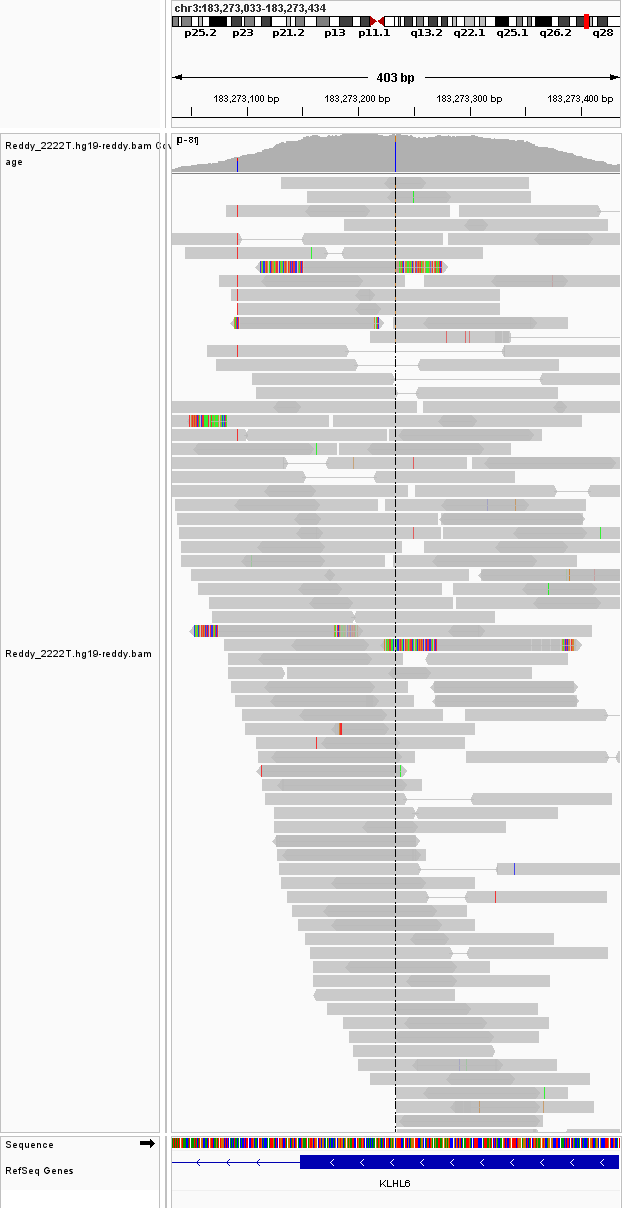 chr3:183,273,033-183,273,434
p25.2 p23 p21.2 p13 p11.1 q13.2 q22.1 q25.1 q26.2 q28
403 bp
183,273,100 bp 183,273,200 bp 183,273,300 bp 183,273,400 bp
[0-81]
Reddy_2222T.hg19-reddy.bam Cov
age
Reddy_2222T.hg19-reddy.bam
Sequence
RefSeq Genes
KLHL6